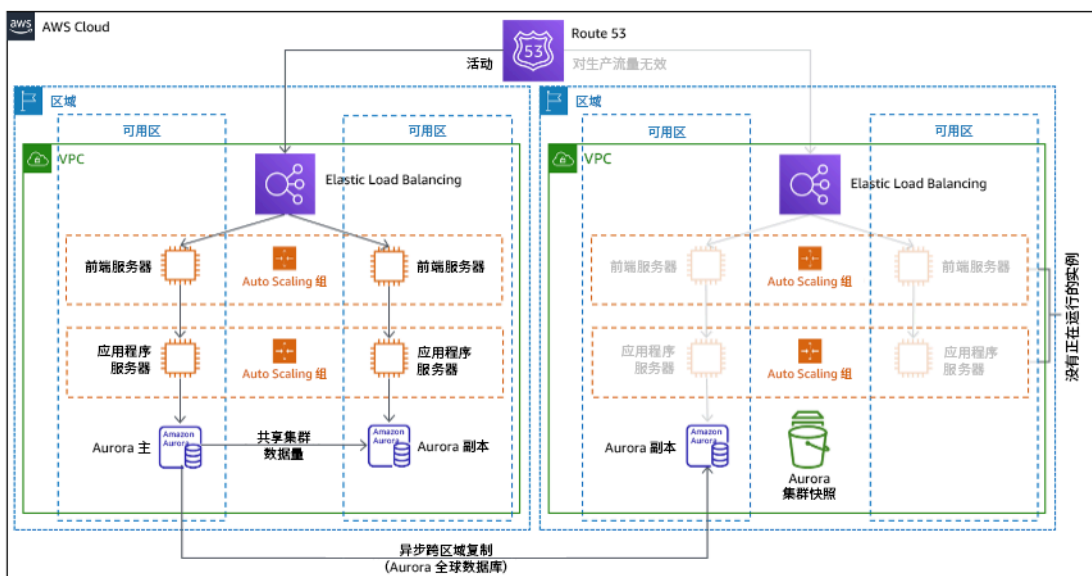 aws
AWS Cloud
Route 53
53
活动
对生产流量无效
区域
可用区
可用区
VPC
Elastic Load Balancing
前端服务器
Auto Scaling 组
前端服务器
应用程序
服务器
Auto Scaling 组
应用程序
服务器
Aurora 主
Amazon
Aurora
共享集群
数据量
Amazon
Aurora
Aurora 副本
区域
可用区
可用区
VPC
Elastic Load Balancing
前端服务器
Auto Scaling 组
前端服务器
应用程序
服务器
Auto Scaling 组
应用程序
服务器
没有正在运行的实例
Aurora 副本
Amazon
Aurora
Aurora
集群快照
异步跨区域复制
(Aurora 全球数据库)